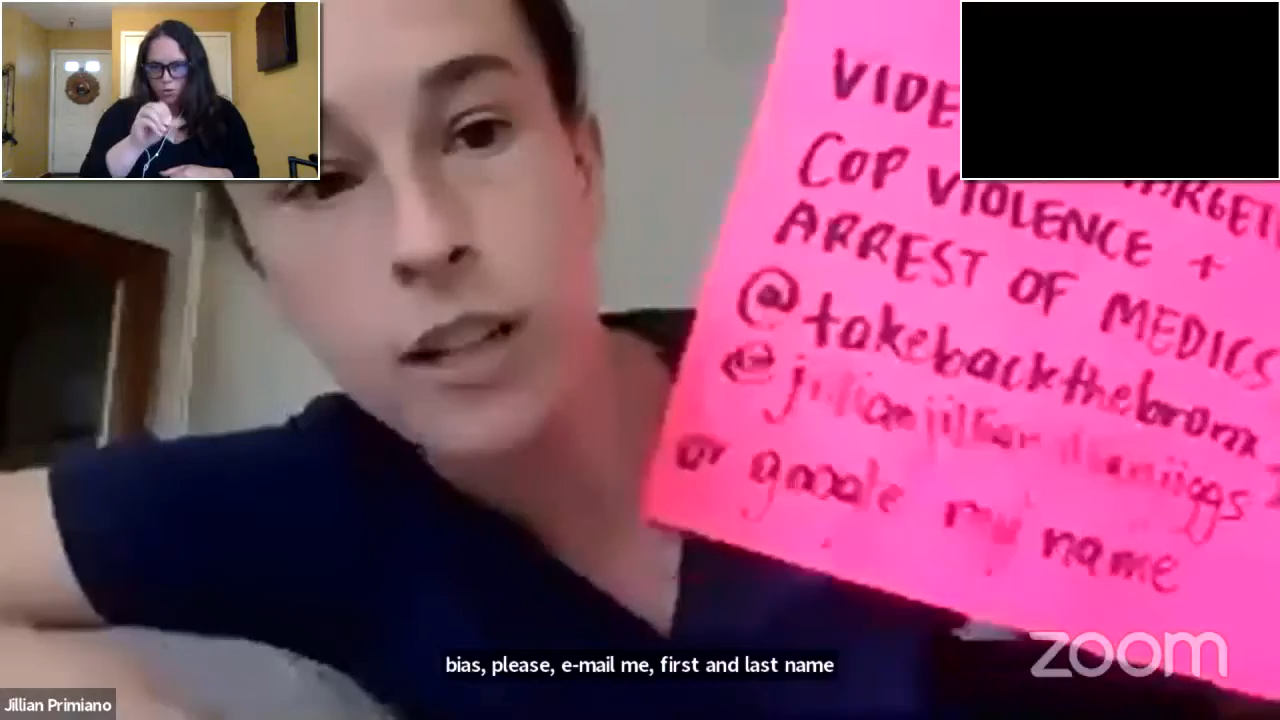 VIDE
TARGETI
COP VIOLENCE +
ARREST OF MEDICS
@takebackthebronx
or google my name
bias, please, e-mail me, first and last name
zoom
Jillian Primiano